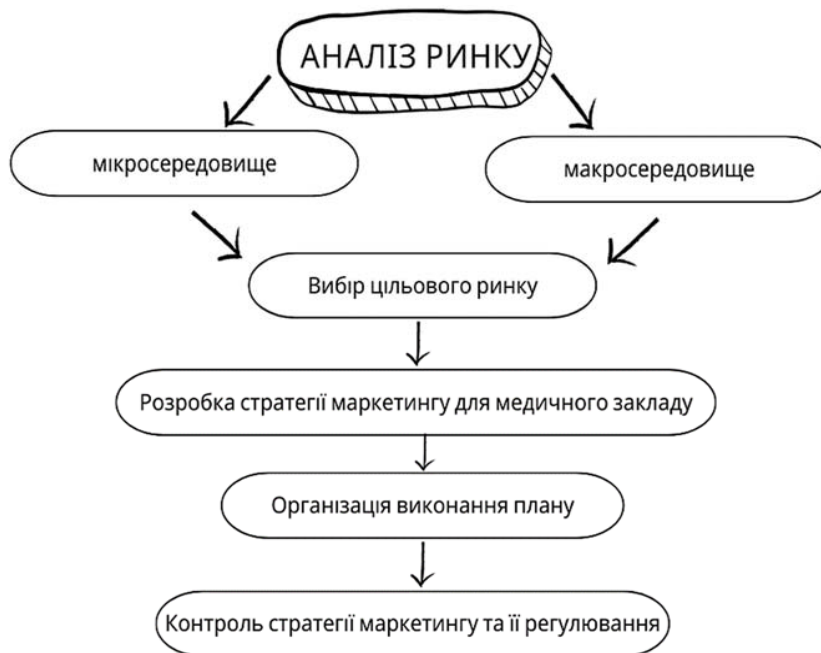 АНАЛІЗ РИНКУ
мікросередовище
макросередовище
Вибір цільового ринку
Розробка стратегії маркетингу для медичного закладу
Організація виконання плану
Контроль стратегії маркетингу та її регулювання